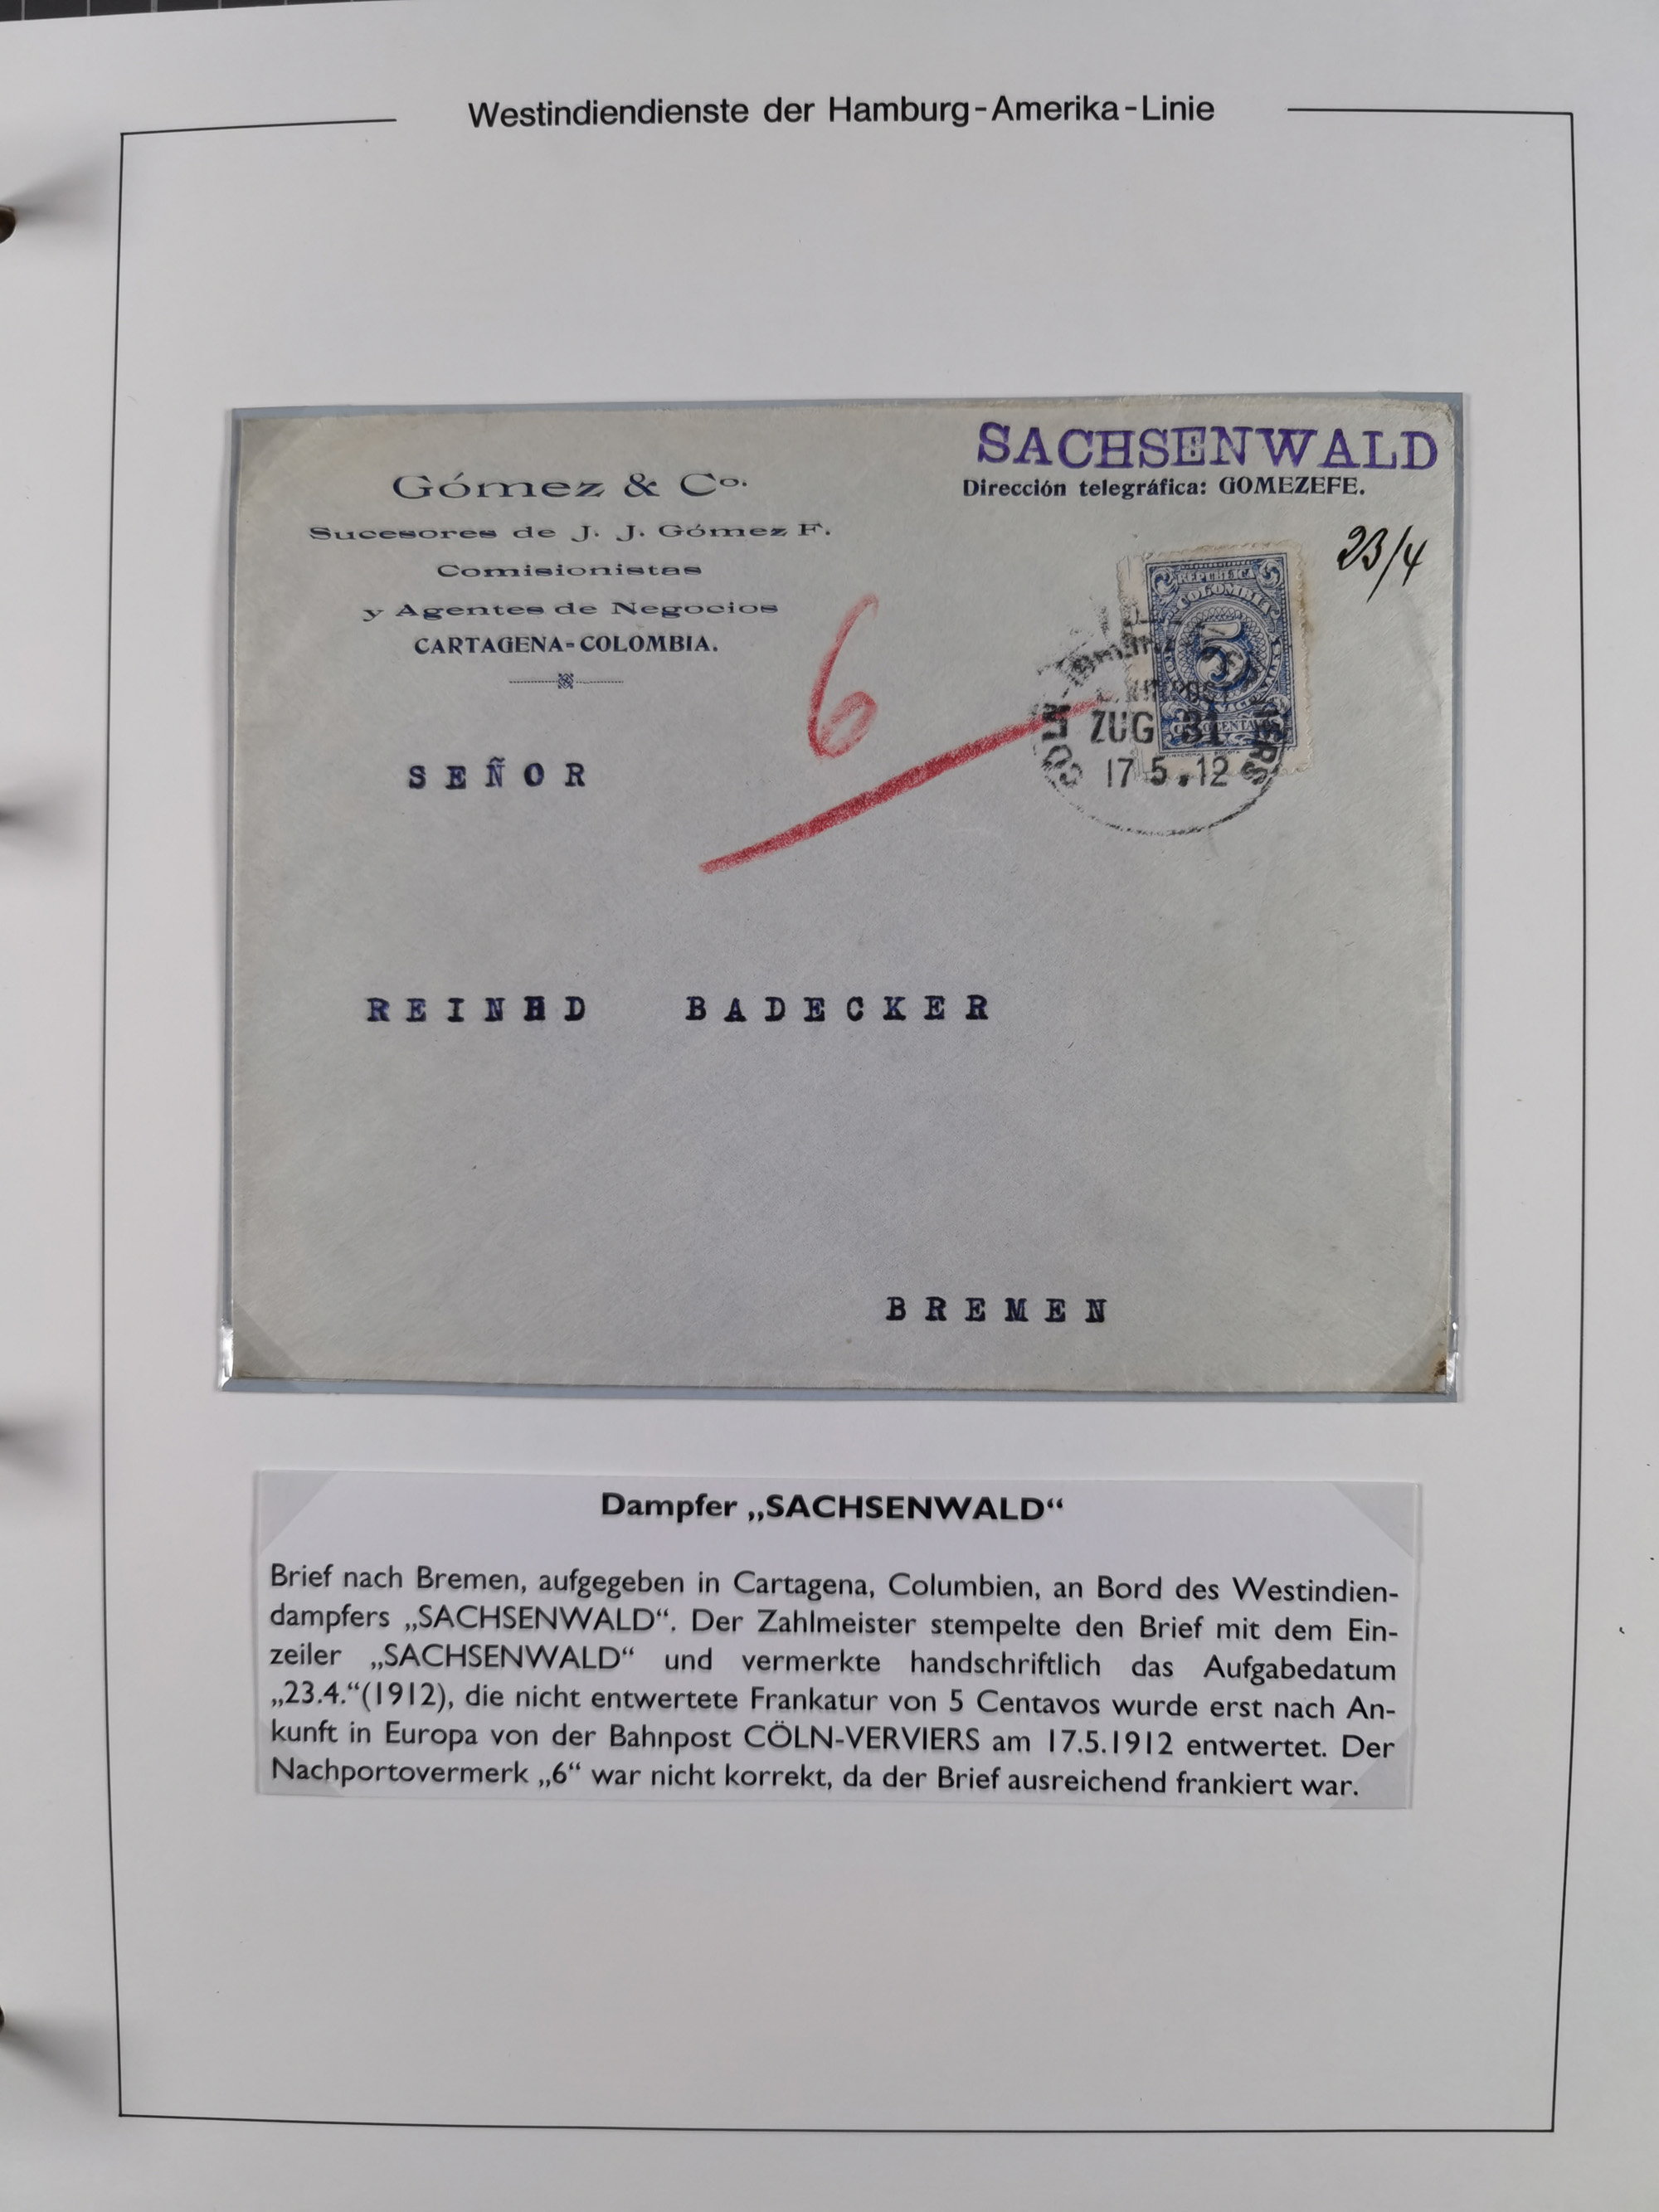 Westindiendienste der Hamburg-Amerika-Linie
SACHSENWALD
Gómez & Co.
Dirección telegráfica: GOMEZEFE.
Sucesores de J. J. Gómez F.
23/4
Comisionistas
y Agentes de Negocios
CARTAGENA-COLOMBIA.
REPUBLICA
COLOMBIA
5
6
ZUG 31
17.5.12
SEÑOR
REINHD BADECKER
BREMEN
Dampfer „SACHSENWALD“
Brief nach Bremen, aufgegeben in Cartagena, Columbien, an Bord des Westindien-
dampfers „SACHSENWALD“. Der Zahlmeister stempelte den Brief mit dem Ein-
zeiler „SACHSENWALD“ und vermerkte handschriftlich das Aufgabedatum
„23.4.“(1912), die nicht entwertete Frankatur von 5 Centavos wurde erst nach An-
kunft in Europa von der Bahnpost CÖLN-VERVIERS am 17.5.1912 entwertet. Der
Nachportovermerk „6“ war nicht korrekt, da der Brief ausreichend frankiert war.